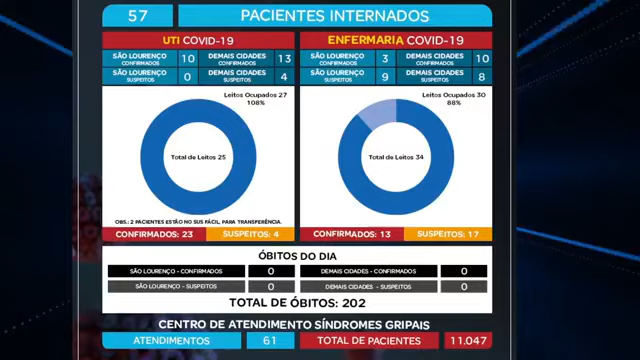 57 PACIENTES INTERNADOS
UTI COVID-19
SÃO LOURENÇO CONFIRMADOS 10 DEMAIS CIDADES CONFIRMADOS 13
SÃO LOURENÇO SUSPEITOS 0 DEMAIS CIDADES SUSPEITOS 4
Leitos Ocupados 27
108%
Total de Leitos 25
OBS.: 2 PACIENTES ESTÃO NO SUS FÁCIL, PARA TRANSFERÊNCIA.
CONFIRMADOS: 23 SUSPEITOS: 4
ENFERMARIA COVID-19
SÃO LOURENÇO CONFIRMADOS 3 DEMAIS CIDADES CONFIRMADOS 10
SÃO LOURENÇO SUSPEITOS 9 DEMAIS CIDADES SUSPEITOS 8
Leitos Ocupados 30
88%
Total de Leitos 34
CONFIRMADOS: 13 SUSPEITOS: 17
ÓBITOS DO DIA
SÃO LOURENÇO - CONFIRMADOS 0 DEMAIS CIDADES - CONFIRMADOS 0
SÃO LOURENÇO - SUSPEITOS 0 DEMAIS CIDADES - SUSPEITOS 0
TOTAL DE ÓBITOS: 202
CENTRO DE ATENDIMENTO SÍNDROMES GRIPAIS
ATENDIMENTOS 61 TOTAL DE PACIENTES 11.047